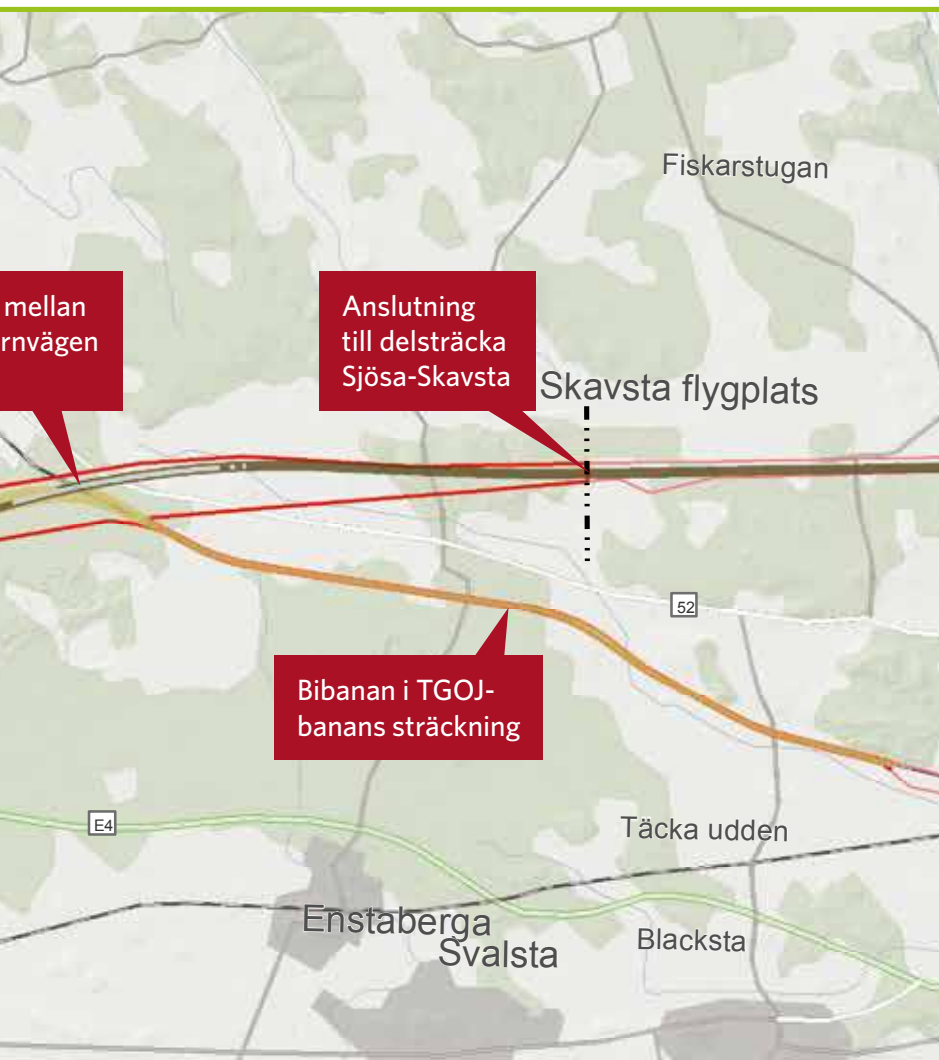 Fiskarstugan
mellan
rnvägen
Anslutning
till delsträcka
Sjösa-Skavsta
Skavsta flygplats
52
Bibanan i TGOJ-
banans sträckning
E4
Täcka udden
Enstaberga
Svalsta
Blacksta